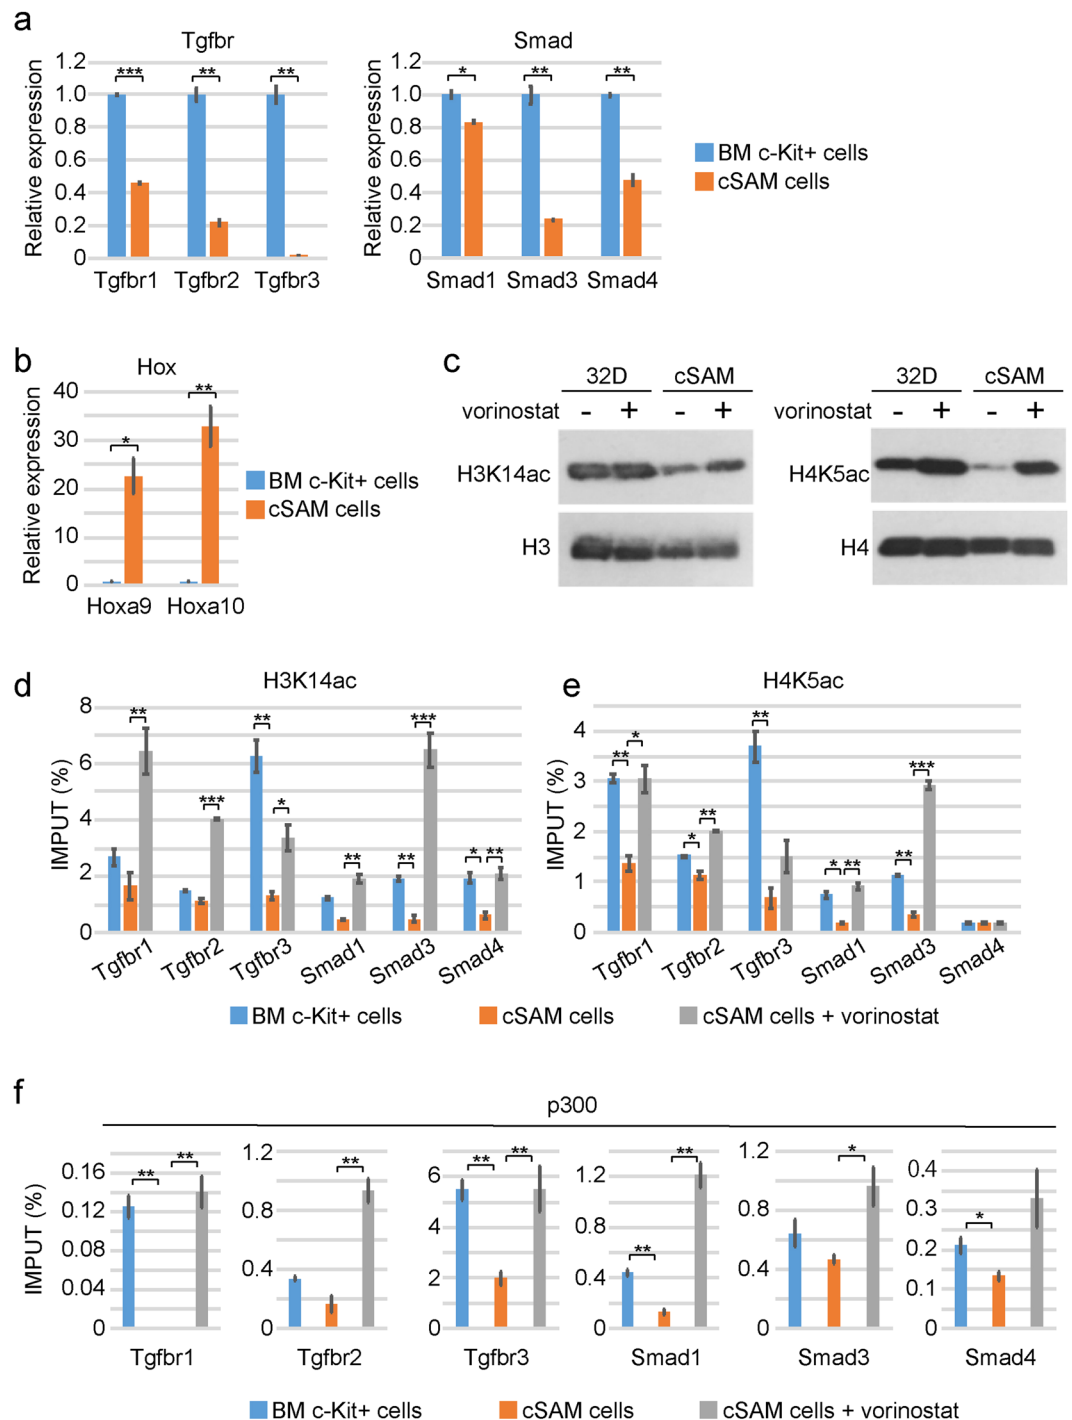 a
Tgfbr
Smad
Relative expression
1.2
1.0
0.8
0.6
0.4
0.2
0
*** ** **
Tgfbr1 Tgfbr2 Tgfbr3
Relative expression
1.2
1.0
0.8
0.6
0.4
0.2
0
* ** **
Smad1 Smad3 Smad4
BM c-Kit+ cells
cSAM cells
b
Hox
Relative expression
40
30
20
10
0
* **
Hoxa9 Hoxa10
BM c-Kit+ cells
cSAM cells
c
32D cSAM
vorinostat - + - +
H3K14ac
H3
32D cSAM
vorinostat - + - +
H4K5ac
H4
d
H3K14ac
IMPUT (%)
8
6
4
2
0
** *** ** * ** ** *** * **
Tgfbr1 Tgfbr2 Tgfbr3 Smad1 Smad3 Smad4
e
H4K5ac
IMPUT (%)
4
3
2
1
0
** * * ** ** * ** ** ***
Tgfbr1 Tgfbr2 Tgfbr3 Smad1 Smad3 Smad4
BM c-Kit+ cells cSAM cells cSAM cells + vorinostat
f
p300
IMPUT (%)
0.16
0.12
0.08
0.04
0
** **
Tgfbr1
1.2
0.8
0.4
0
**
Tgfbr2
6
4
2
0
** **
Tgfbr3
1.2
0.8
0.4
0
** **
Smad1
1.2
0.8
0.4
0
*
Smad3
0.4
0.3
0.2
0.1
0
*
Smad4
BM c-Kit+ cells cSAM cells cSAM cells + vorinostat